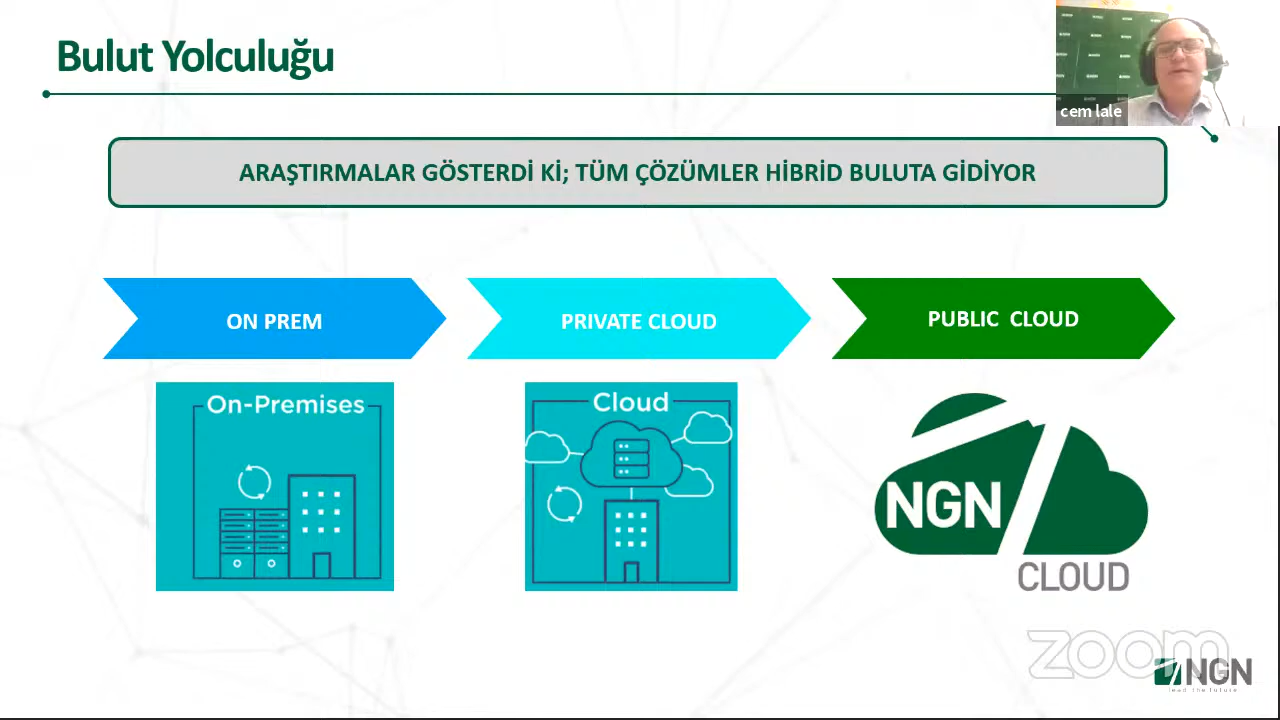 Bulut Yolculuğu
cem lale
ARAŞTIRMALAR GÖSTERDİ Kİ; TÜM ÇÖZÜMLER HİBRİD BULUTA GİDİYOR
ON PREM
PRIVATE CLOUD
PUBLIC CLOUD
On-Premises
Cloud
NGN
CLOUD
zoom
NGN
lead the future